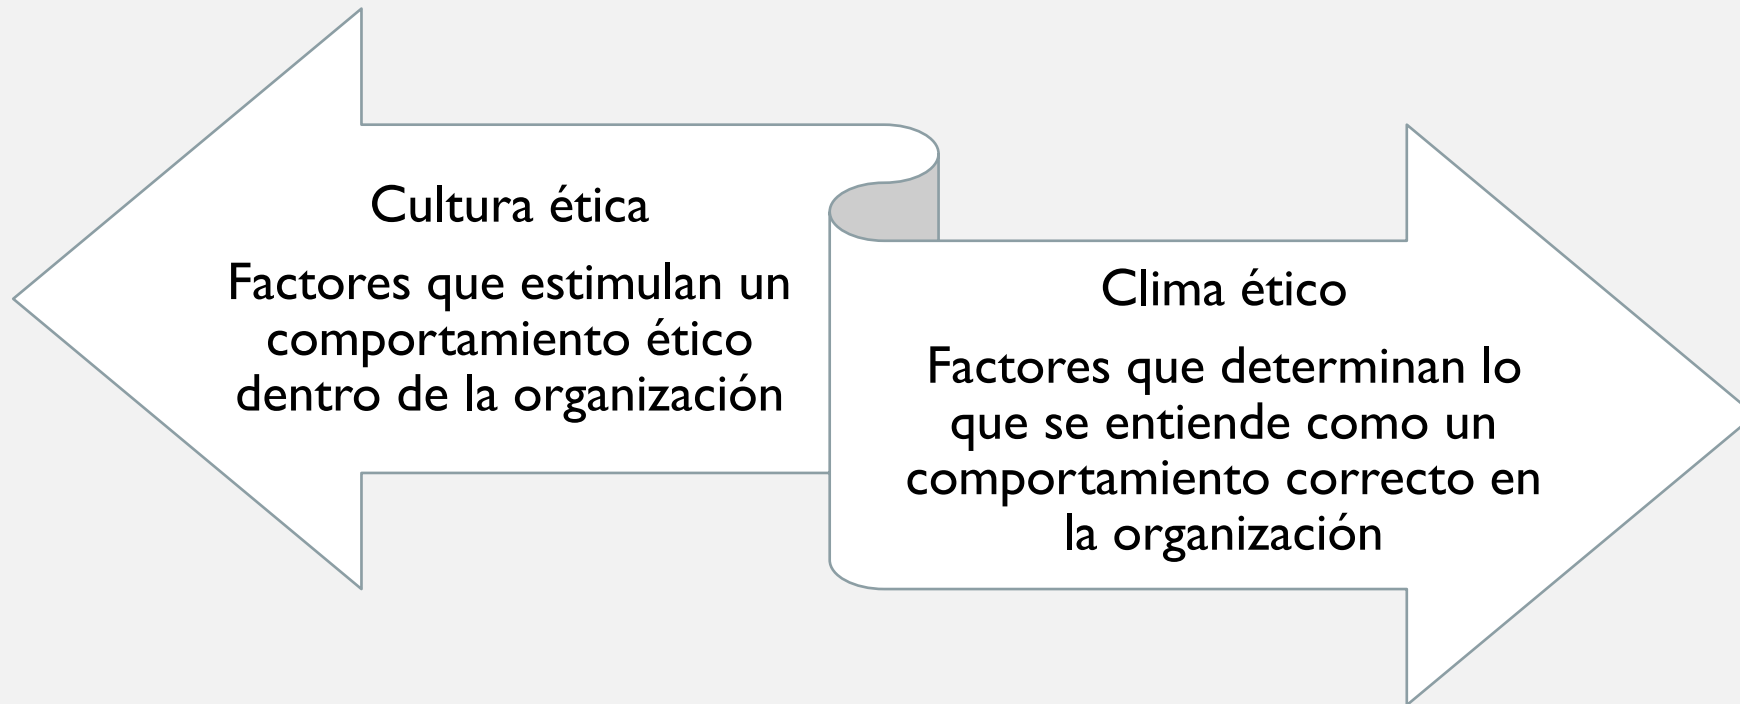 Cultura ética
Factores que estimulan un
comportamiento ético
dentro de la organización
Clima ético
Factores que determinan lo
que se entiende como un
comportamiento correcto en
la organización